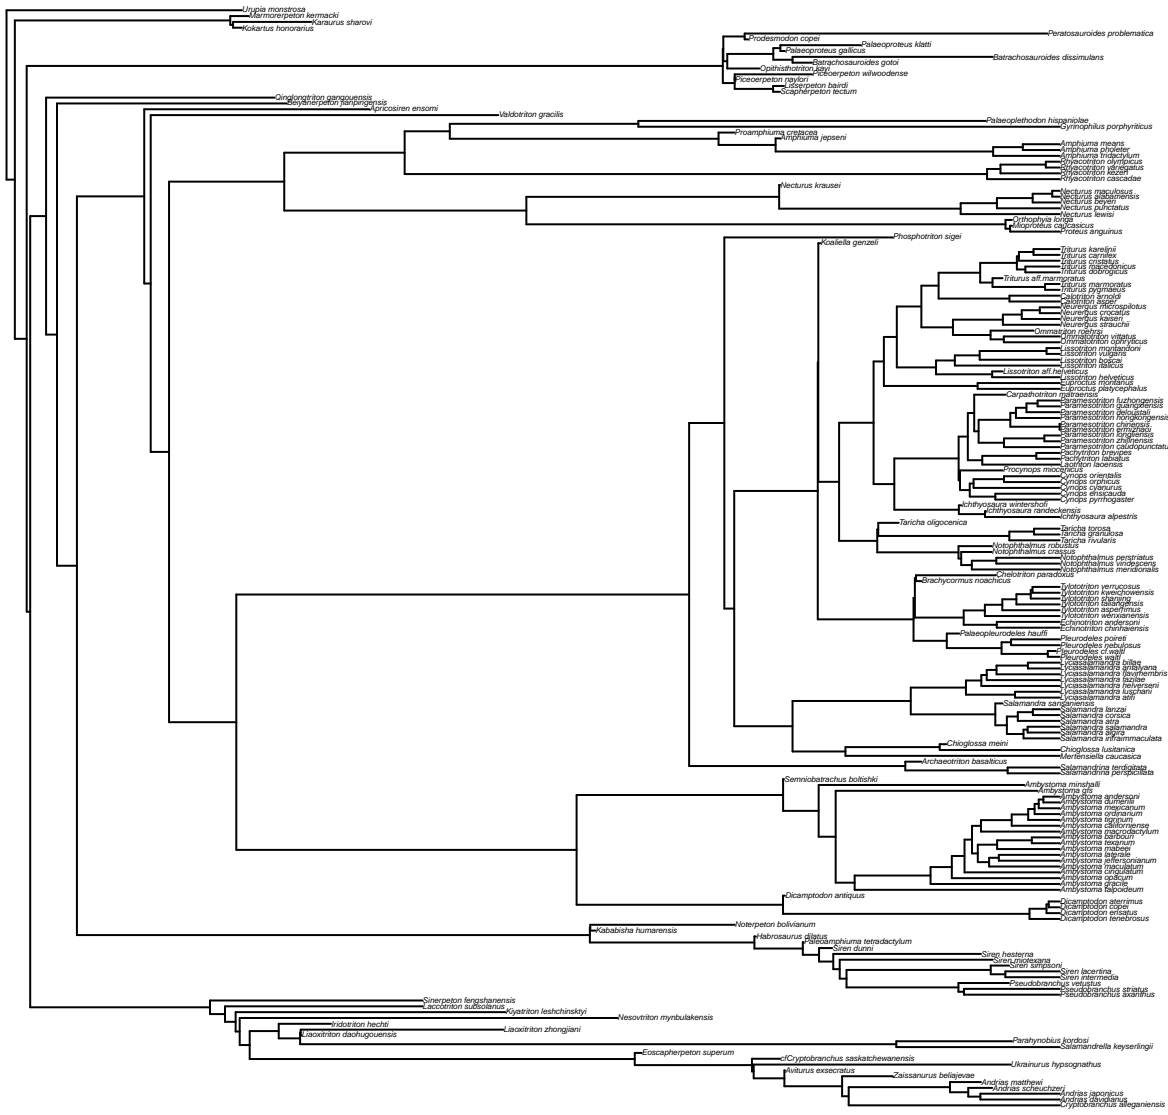 Urupia monstrosa
Marmorerpeton kermacki
Karaurus sharovi
Kokartus honorarius
Peratosauroides problematica
Prodesmodon copei
Palaeoproteus klatti
Palaeoproteus gallicus
Batrachosauroides dissimulans
Batrachosauroides gotoi
Opisthotriton kayi
Piceoerpeton wilwoodense
Piceoerpeton naylori
Lisserpeton bairdi
Scapherpeton tectum
Qinglongtriton gangouensis
Beiyanerpeton jianpingensis
Apricosiren ensomi
Valdotriton gracilis
Palaeoplethodon hispaniolae
Gyrinophilus porphyriticus
Proamphiuma cretacea
Amphiuma jepseni
Amphiuma means
Amphiuma pholeter
Amphiuma tridactylum
Rhyacotriton olympicus
Rhyacotriton variegatus
Rhyacotriton kezeri
Rhyacotriton cascadae
Necturus krausei
Necturus maculosus
Necturus alabamensis
Necturus beyeri
Necturus punctatus
Necturus lewisi
Orthophyia longa
Mioproteus caucasicus
Proteus anguinus
Phosphotriton sigei
Koaliella genzeli
Triturus karelinii
Triturus carnifex
Triturus cristatus
Triturus macedonicus
Triturus dobrogicus
Triturus aff.marmoratus
Triturus marmoratus
Triturus pygmaeus
Calotriton arnoldi
Calotriton asper
Neurergus microspilotus
Neurergus crocatus
Neurergus kaiseri
Neurergus strauchii
Ommatriton roehrsi
Ommatotriton vittatus
Ommatotriton ophryticus
Lissotriton montandoni
Lissotriton vulgaris
Lissotriton boscai
Lissotriton italicus
Lissotriton aff.helveticus
Lissotriton helveticus
Euproctus montanus
Euproctus platycephalus
Carpathotriton matraensis
Paramesotriton fuzhongensis
Paramesotriton guangxiensis
Paramesotriton deloustali
Paramesotriton hongkongensis
Paramesotriton chinensis
Paramesotriton ermizhaoi
Paramesotriton longliensis
Paramesotriton zhijinensis
Paramesotriton caudopunctatu
Pachytriton brevipes
Pachytriton labiatus
Laotriton laoensis
Procynops miocenicus
Cynops orientalis
Cynops orphicus
Cynops cyanurus
Cynops ensicauda
Cynops pyrrhogaster
Ichthyosaura wintershofi
Ichthyosaura randeckensis
Ichthyosaura alpestris
Taricha oligocenica
Taricha torosa
Taricha granulosa
Taricha rivularis
Notophthalmus robustus
Notophthalmus crassus
Notophthalmus perstriatus
Notophthalmus viridescens
Notophthalmus meridionalis
Chelotriton paradoxus
Brachycormus noachicus
Tylototriton verrucosus
Tylototriton kweichowensis
Tylototriton shanjing
Tylototriton taliangensis
Tylototriton asperrimus
Tylototriton wenxianensis
Echinotriton andersoni
Echinotriton chinhaiensis
Palaeopleurodeles hauffi
Pleurodeles poireti
Pleurodeles nebulosus
Pleurodeles cf.waltl
Pleurodeles waltl
Lyciasalamandra billae
Lyciasalamandra antalyana
Lyciasalamandra flavimembris
Lyciasalamandra fazilae
Lyciasalamandra helverseni
Lyciasalamandra luschani
Lyciasalamandra atifi
Salamandra sansaniensis
Salamandra lanzai
Salamandra corsica
Salamandra atra
Salamandra salamandra
Salamandra algira
Salamandra infraimmaculata
Chioglossa meini
Chioglossa lusitanica
Mertensiella caucasica
Archaeotriton basalticus
Salamandrina terdigitata
Salamandrina perspicillata
Semniobatrachus boltishki
Ambystoma minshalli
Ambystoma gfs
Ambystoma andersoni
Ambystoma dumerilii
Ambystoma mexicanum
Ambystoma ordinarium
Ambystoma tigrinum
Ambystoma californiense
Ambystoma macrodactylum
Ambystoma barbouri
Ambystoma texanum
Ambystoma mabeei
Ambystoma laterale
Ambystoma jeffersonianum
Ambystoma maculatum
Ambystoma cingulatum
Ambystoma opacum
Ambystoma gracile
Ambystoma talpoideum
Dicamptodon antiquus
Dicamptodon aterrimus
Dicamptodon copei
Dicamptodon ensatus
Dicamptodon tenebrosus
Noterpeton bolivianum
Kababisha humarensis
Habrosaurus dilatus
Paleoamphiuma tetradactylum
Siren dunni
Siren hesterna
Siren miotexana
Siren simpsoni
Siren lacertina
Siren intermedia
Pseudobranchus vetustus
Pseudobranchus striatus
Pseudobranchus axanthus
Sinerpeton fengshanensis
Laccotriton subsolanus
Kiyatriton leshchinsktyi
Nesovtriton mynbulakensis
Iridotriton hechti
Liaoxitriton zhongjiani
Liaoxitriton daohugouensis
Parahynobius kordosi
Salamandrella keyserlingii
Eoscapherpeton superum
cfCryptobranchus saskatchewanensis
Ukrainurus hypsognathus
Aviturus exsecratus
Zaissanurus beliajevae
Andrias matthewi
Andrias scheuchzeri
Andrias japonicus
Andrias davidianus
Cryptobranchus alleganiensis